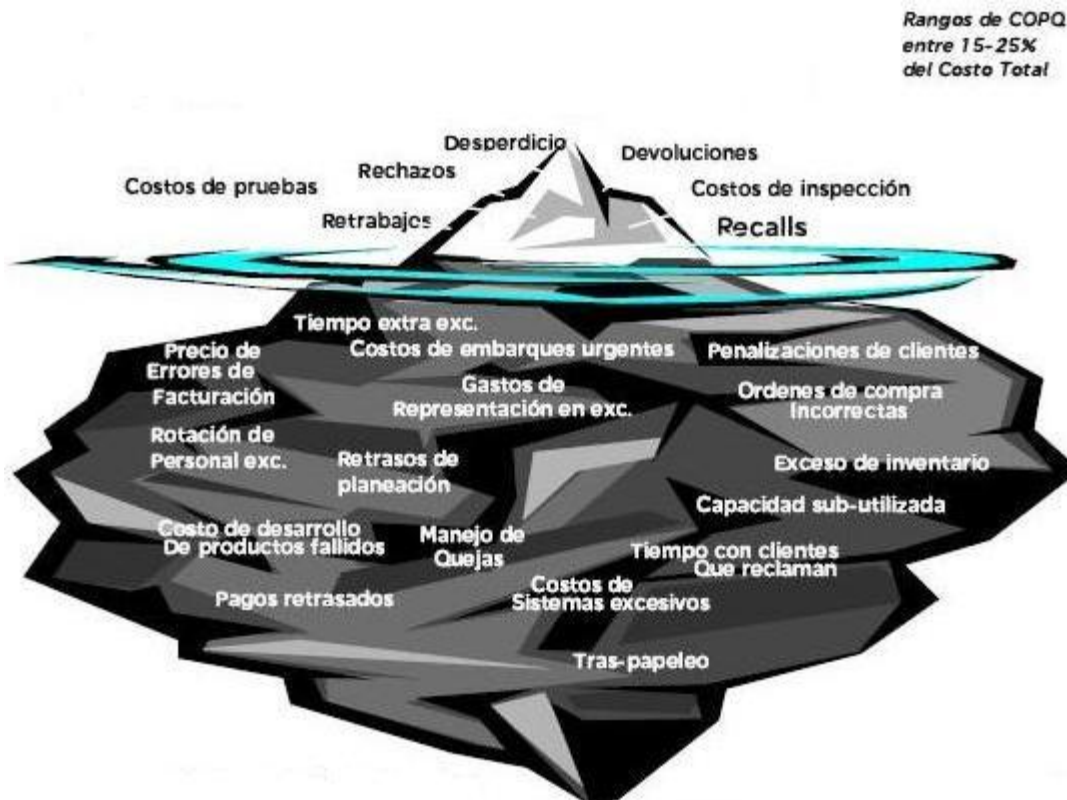 Rangos de COPQ
entre 15-25%
del Costo Total
Desperdicio
Devoluciones
Rechazos
Costos de pruebas
Costos de inspección
Retrabajos
Recalls
Tiempo extra exc.
Precio de
Errores de
Facturación
Costos de embarques urgentes
Penalizaciones de clientes
Gastos de
Representación en exc.
Ordenes de compra
Incorrectas
Rotación de
Personal exc.
Retrasos de
planeación
Exceso de inventario
Capacidad sub-utilizada
Costo de desarrollo
De productos fallidos
Manejo de
Quejas
Tiempo con clientes
Que reclaman
Pagos retrasados
Costos de
Sistemas excesivos
Tras-papeleo